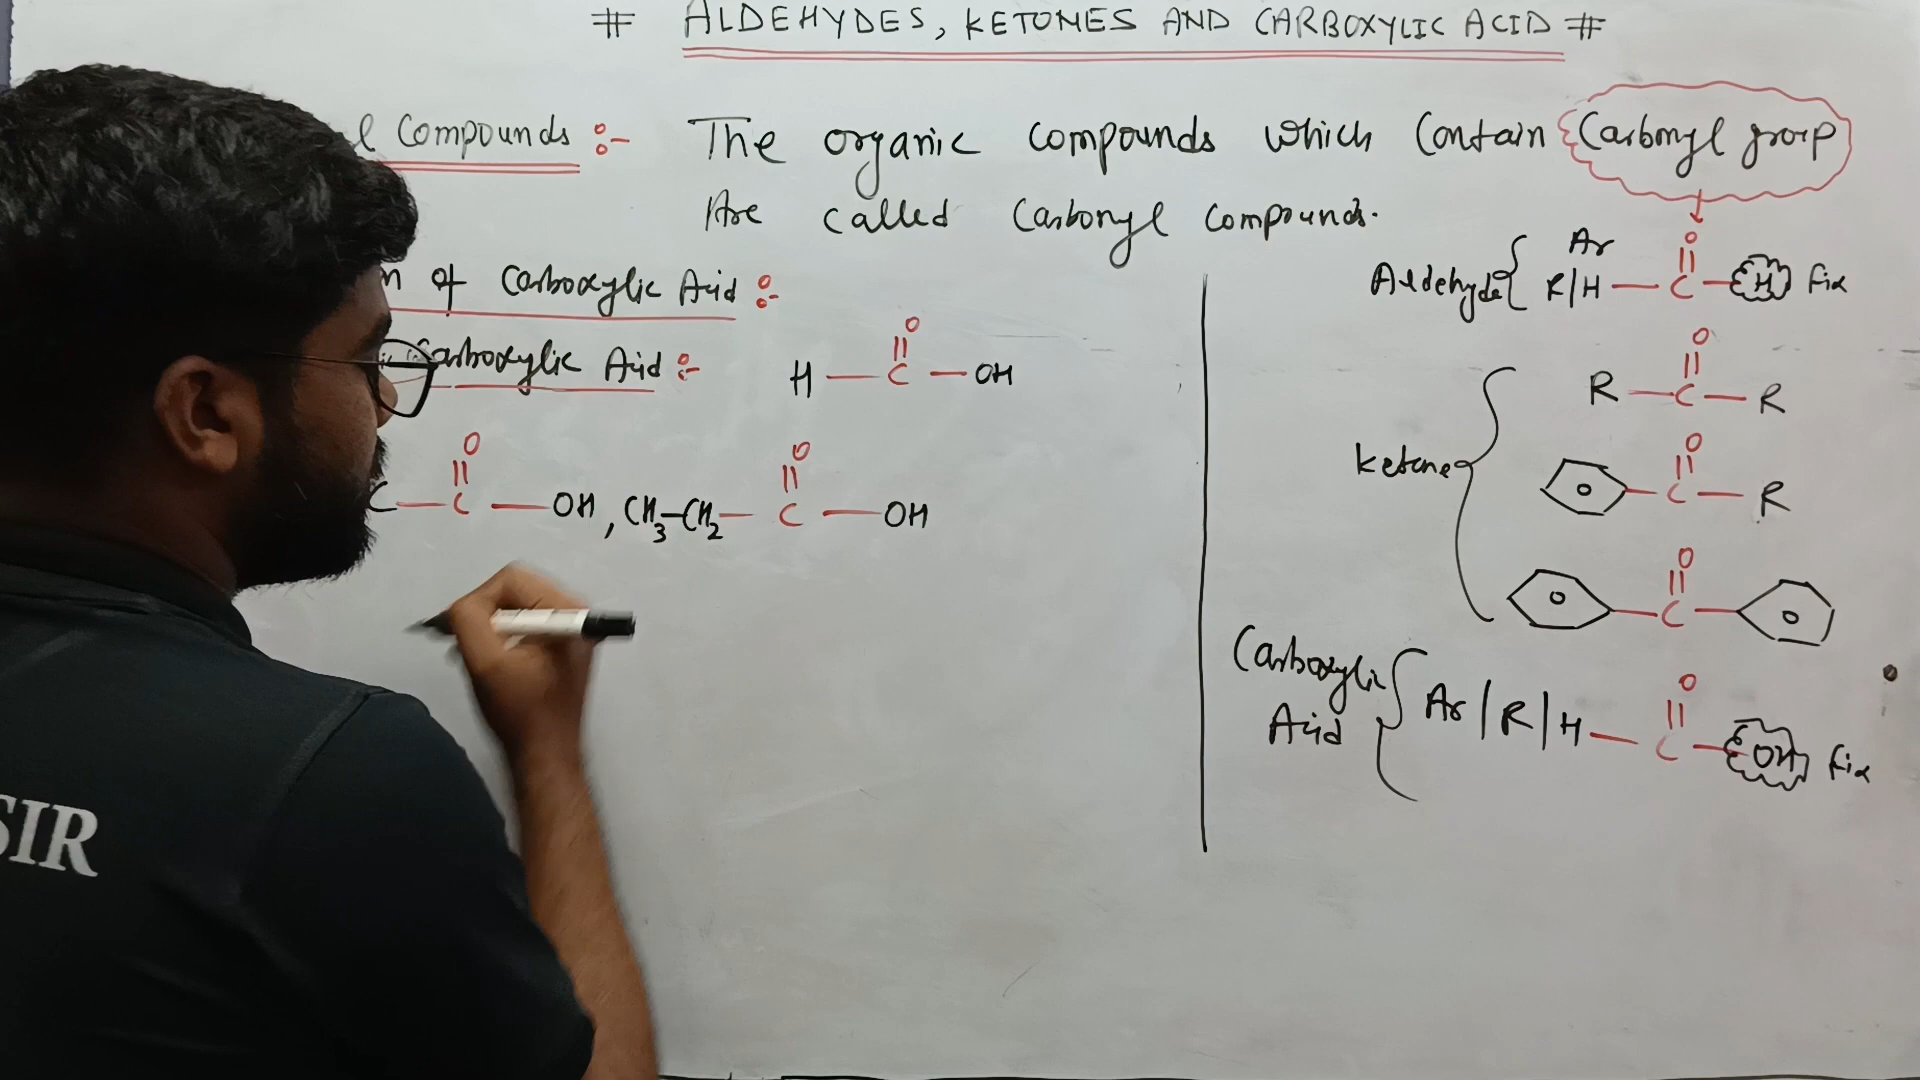 # ALDEHYDES, KETONES AND CARBOXYLIC ACID #
l Compounds :- The organic compounds which Contain Carbonyl group
Are called Carbonyl Compounds.
n of Carboxylic Acid :-
Carboxylic Acid :-
O
H — C — OH
O O
C — C — OH, CH3–CH2 — C — OH
O
Aldehyde { Ar
R/H — C — H fix
Ketone {
O
R — C — R
O
C — R
O
C
Carboxylic
Acid {
O
Ar / R / H — C — OH fix
SIR